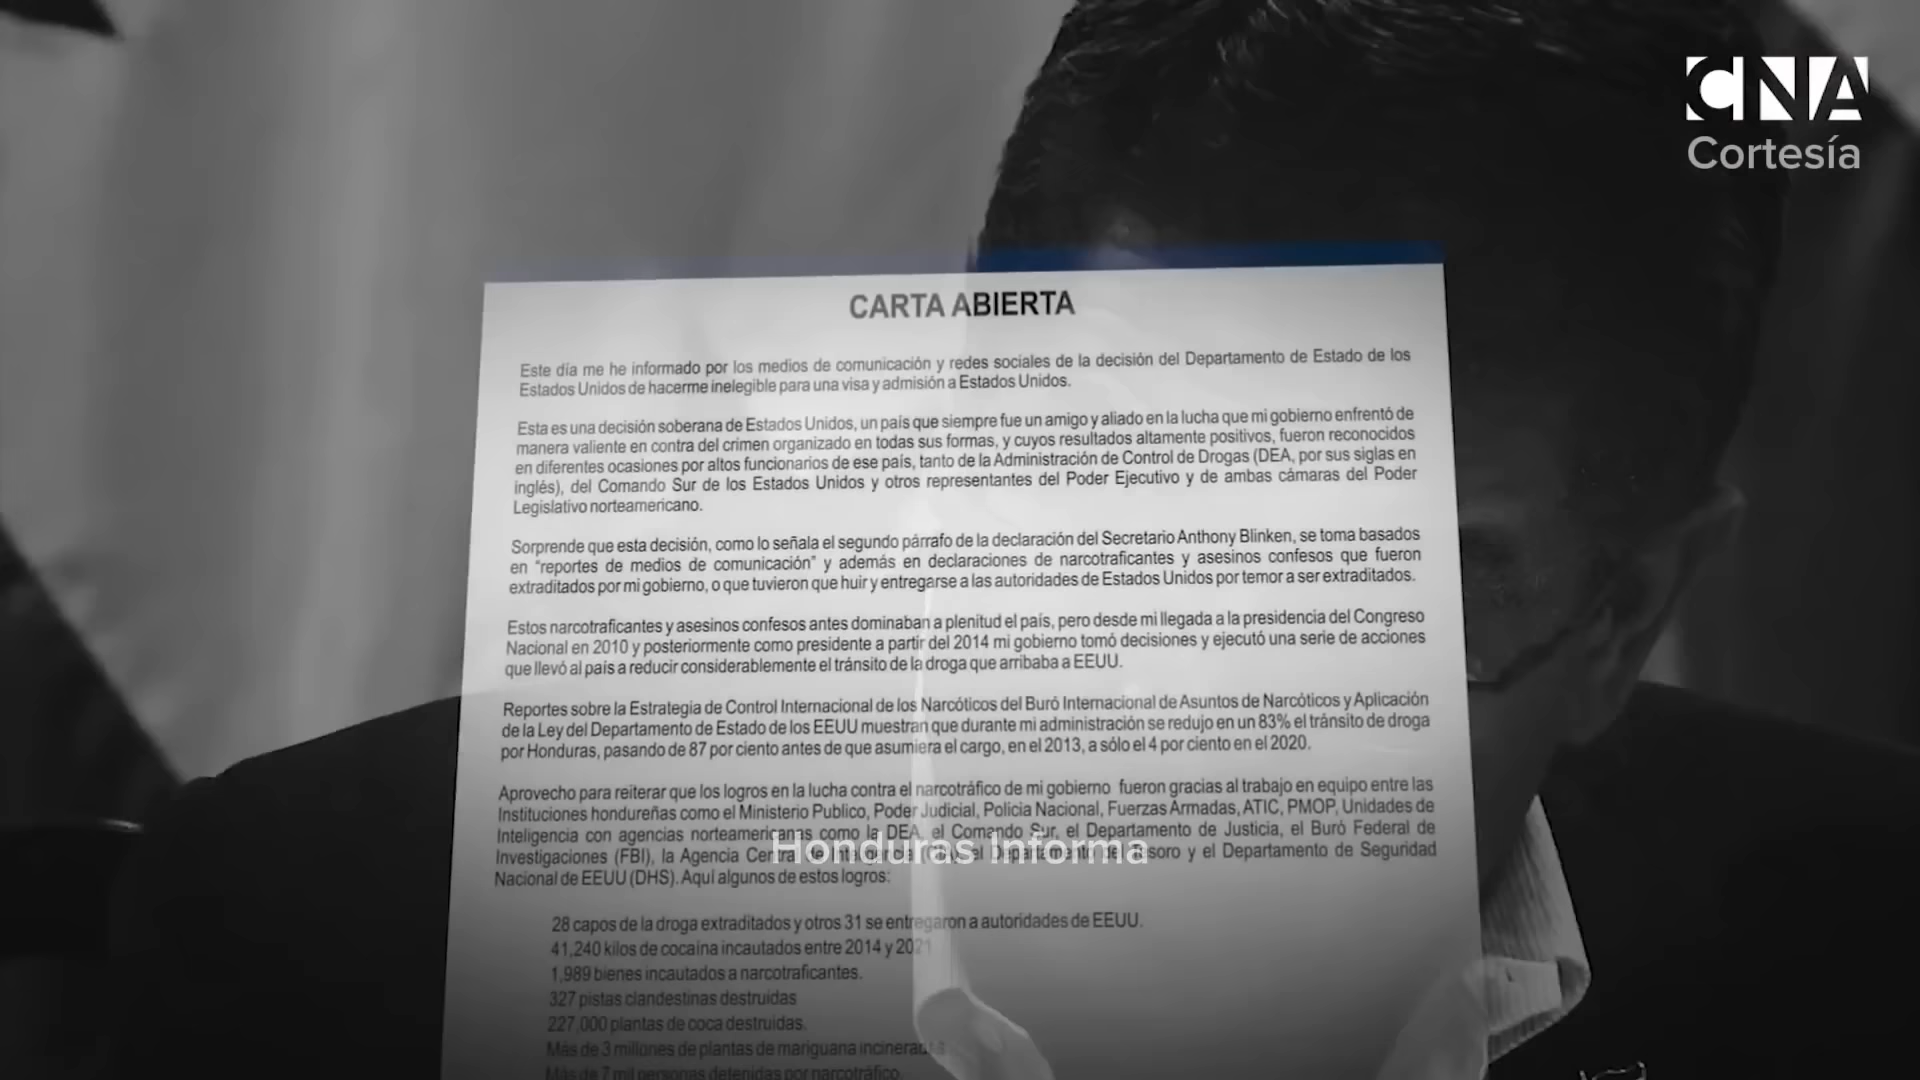 CNA
Cortesía
CARTA ABIERTA
Este día me he informado por los medios de comunicación y redes sociales de la decisión del Departamento de Estado de los
Estados Unidos de hacerme inelegible para una visa y admisión a Estados Unidos.
Esta es una decisión soberana de Estados Unidos, un país que siempre fue un amigo y aliado en la lucha que mi gobierno enfrentó de
manera valiente en contra del crimen organizado en todas sus formas, y cuyos resultados altamente positivos, fueron reconocidos
en diferentes ocasiones por altos funcionarios de ese país, tanto de la Administración de Control de Drogas (DEA, por sus siglas en
inglés), del Comando Sur de los Estados Unidos y otros representantes del Poder Ejecutivo y de ambas cámaras del Poder
Legislativo norteamericano.
Sorprende que esta decisión, como lo señala el segundo párrafo de la declaración del Secretario Anthony Blinken, se toma basados
en “reportes de medios de comunicación” y además en declaraciones de narcotraficantes y asesinos confesos que fueron
extraditados por mi gobierno, o que tuvieron que huir y entregarse a las autoridades de Estados Unidos por temor a ser extraditados.
Estos narcotraficantes y asesinos confesos antes dominaban a plenitud el país, pero desde mi llegada a la presidencia del Congreso
Nacional en 2010 y posteriormente como presidente a partir del 2014 mi gobierno tomó decisiones y ejecutó una serie de acciones
que llevó al país a reducir considerablemente el tránsito de la droga que arribaba a EEUU.
Reportes sobre la Estrategia de Control Internacional de los Narcóticos del Buró Internacional de Asuntos de Narcóticos y Aplicación
de la Ley del Departamento de Estado de los EEUU muestran que durante mi administración se redujo en un 83% el tránsito de droga
por Honduras, pasando de 87 por ciento antes de que asumiera el cargo, en el 2013, a sólo el 4 por ciento en el 2020.
Aprovecho para reiterar que los logros en la lucha contra el narcotráfico de mi gobierno fueron gracias al trabajo en equipo entre las
Instituciones hondureñas como el Ministerio Publico, Poder Judicial, Policia Nacional, Fuerzas Armadas, ATIC, PMOP, Unidades de
Inteligencia con agencias norteamericanas como la DEA, el Comando Sur, el Departamento de Justicia, el Buró Federal de
Investigaciones (FBI), la Agencia Central de Inteligencia (CIA), el Departamento del Tesoro y el Departamento de Seguridad
Honduras Informa
Nacional de EEUU (DHS). Aquí algunos de estos logros:
28 capos de la droga extraditados y otros 31 se entregaron a autoridades de EEUU.
41,240 kilos de cocaína incautados entre 2014 y 2021
1,989 bienes incautados a narcotraficantes.
327 pistas clandestinas destruidas
227,000 plantas de coca destruidas.
Más de 3 millones de plantas de mariguana
Más de 7 mil personas detenidas por narcotráfico.